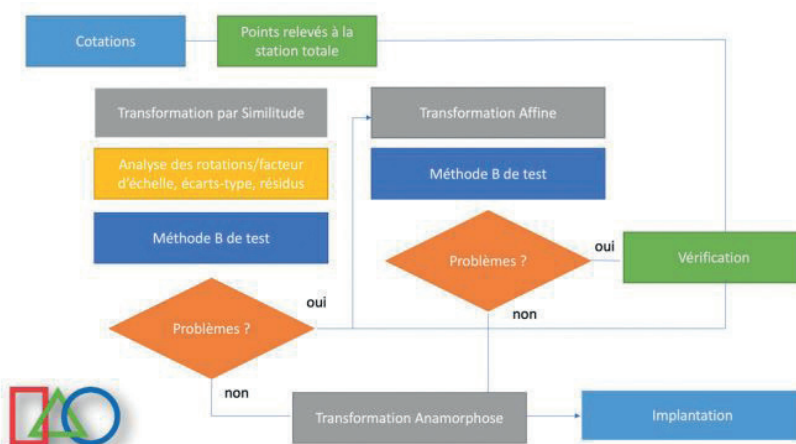 Cotations
Points relevés à la
station totale
Transformation par Similitude
Transformation Affine
Analyse des rotations/facteur
d'échelle, écarts-type, résidus
Méthode B de test
Méthode B de test
Problèmes ?
oui
Vérification
non
oui
Problèmes ?
non
Transformation Anamorphose
Implantation